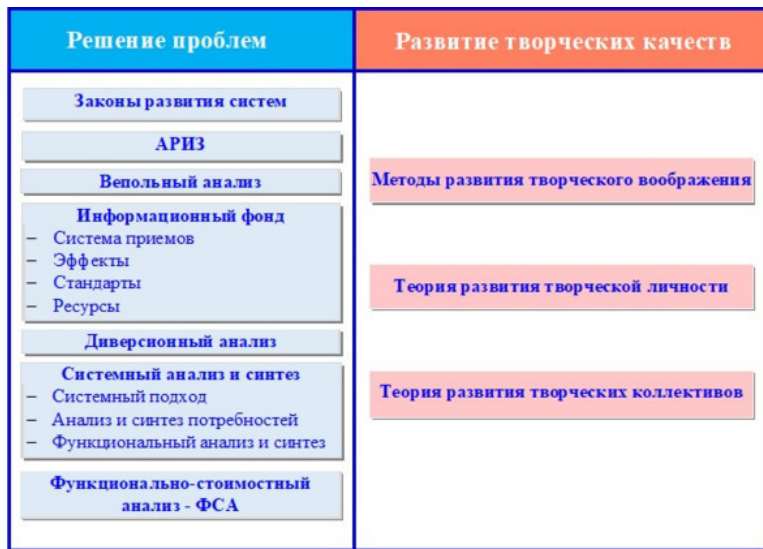 Решение проблем
Законы развития систем
АРИЗ
Вепольный анализ
Информационный фонд
– Система приемов
– Эффекты
– Стандарты
– Ресурсы
Диверсионный анализ
Системный анализ и синтез
– Системный подход
– Анализ и синтез потребностей
– Функциональный анализ и синтез
Функционально-стоимостный
анализ - ФСА
Развитие творческих качеств
Методы развития творческого воображения
Теория развития творческой личности
Теория развития творческих коллективов